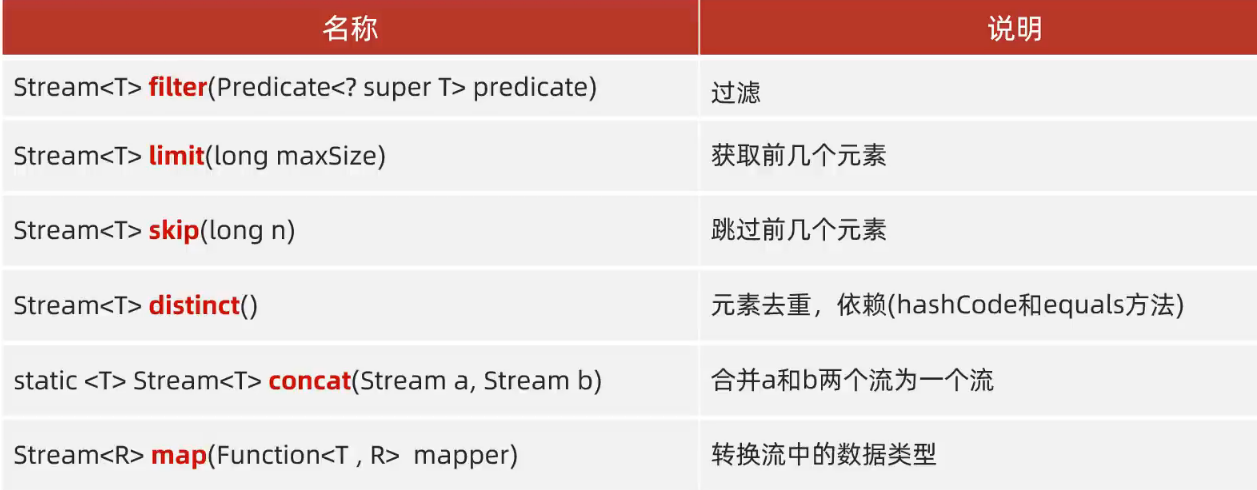 名称 说明
Stream<T> filter(Predicate<? super T> predicate) 过滤
Stream<T> limit(long maxSize) 获取前几个元素
Stream<T> skip(long n) 跳过前几个元素
Stream<T> distinct() 元素去重，依赖(hashCode和equals方法)
static <T> Stream<T> concat(Stream a, Stream b) 合并a和b两个流为一个流
Stream<R> map(Function<T , R>  mapper) 转换流中的数据类型